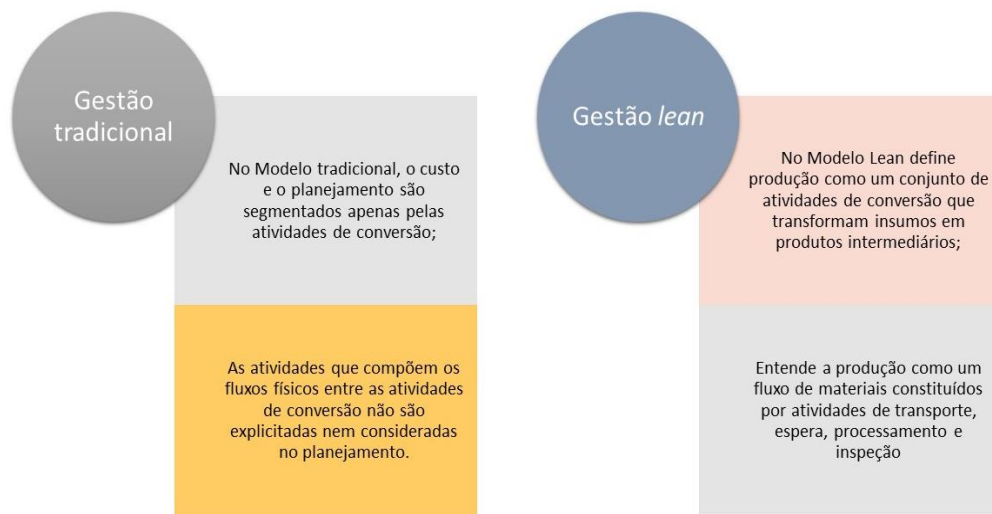 Gestão
tradicional
No Modelo tradicional, o custo
e o planejamento são
segmentados apenas pelas
atividades de conversão;
As atividades que compõem os
fluxos físicos entre as atividades
de conversão não são
explicitadas nem consideradas
no planejamento.
Gestão lean
No Modelo Lean define
produção como um conjunto de
atividades de conversão que
transformam insumos em
produtos intermediários;
Entende a produção como um
fluxo de materiais constituídos
por atividades de transporte,
espera, processamento e
inspeção